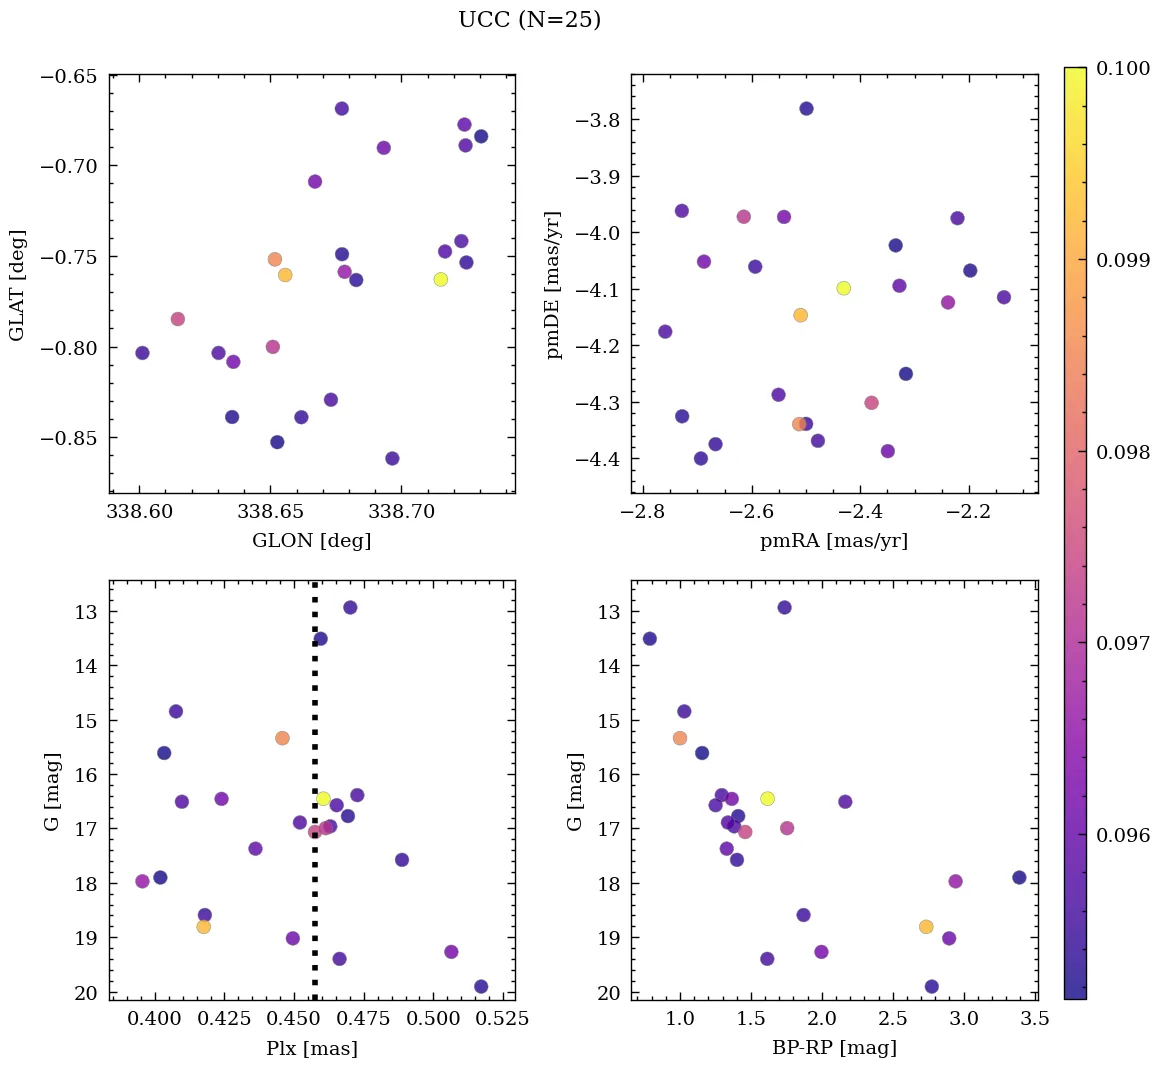 UCC (N=25)
−0.65
−0.70
−0.75
−0.80
−0.85
GLAT [deg]
338.60 338.65 338.70
GLON [deg]
−3.8
−3.9
−4.0
−4.1
−4.2
−4.3
−4.4
pmDE [mas/yr]
−2.8 −2.6 −2.4 −2.2
pmRA [mas/yr]
0.100
0.099
0.098
0.097
0.096
13
14
15
16
17
18
19
20
G [mag]
0.400 0.425 0.450 0.475 0.500 0.525
Plx [mas]
13
14
15
16
17
18
19
20
G [mag]
1.0 1.5 2.0 2.5 3.0 3.5
BP-RP [mag]